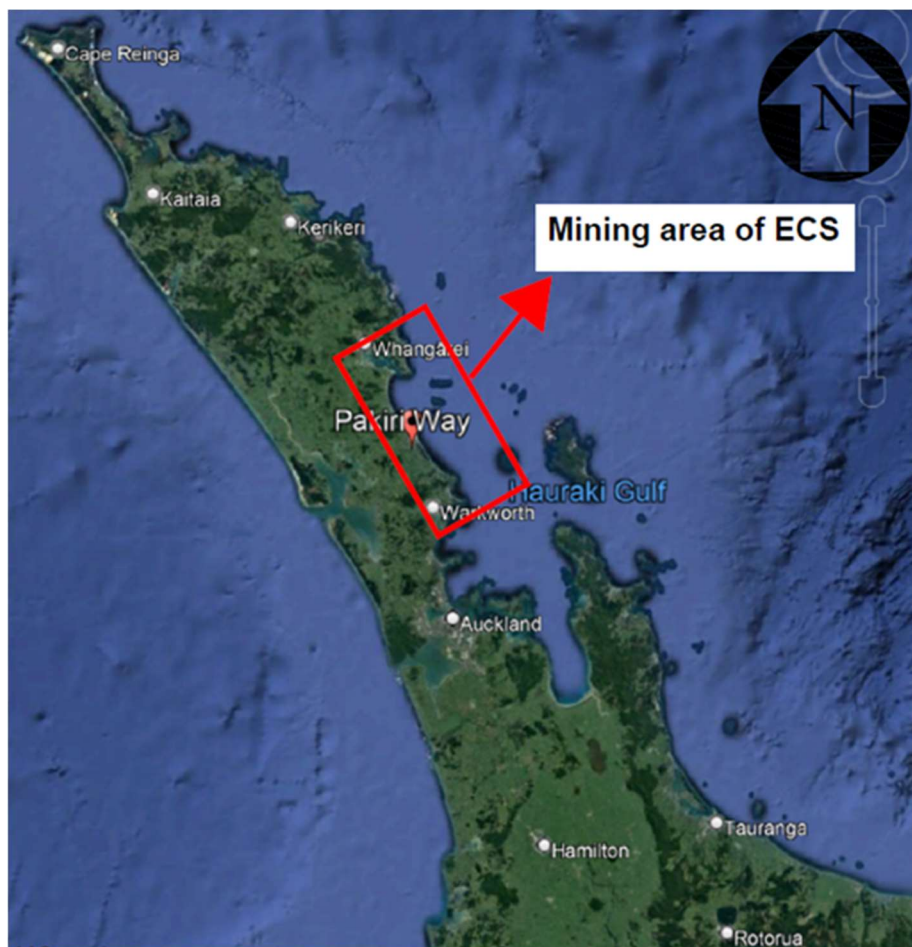 Cape Reinga
N
Kaitaia
Kerikeri
Mining area of ECS
Whangarei
Pakiri Way
Hauraki Gulf
Warkworth
Auckland
Tauranga
Hamilton
Rotorua